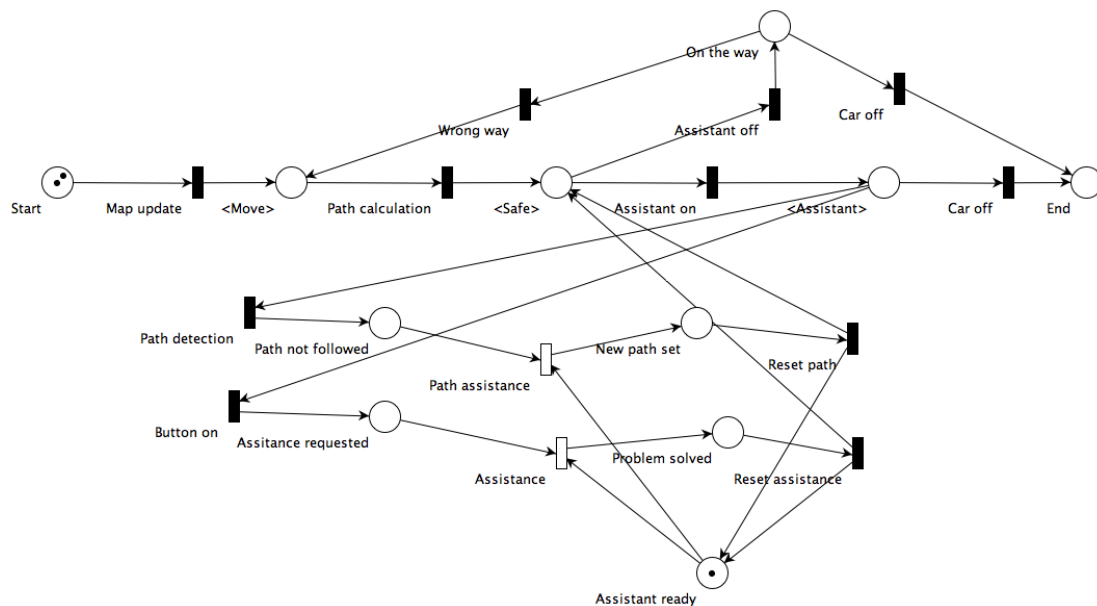 On the way
Wrong way
Assistant off
Car off
Start
Map update
<Move>
Path calculation
<Safe>
Assistant on
<Assistant>
Car off
End
Path detection
Path not followed
New path set
Reset path
Path assistance
Button on
Assitance requested
Assistance
Problem solved
Reset assistance
Assistant ready